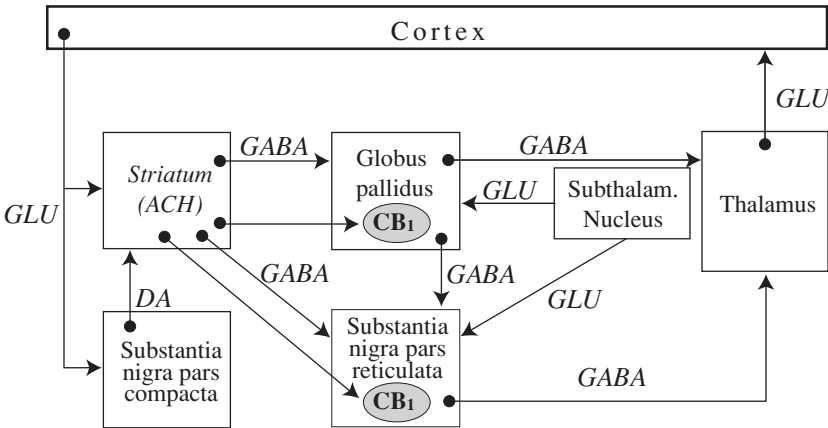 Cortex
GLU
GLU
GABA
GABA
Striatum
(ACH)
Globus
pallidus
CB1
GLU
Subthalam.
Nucleus
Thalamus
GABA
GABA
GLU
DA
Substantia
nigra pars
compacta
Substantia
nigra pars
reticulata
CB1
GABA